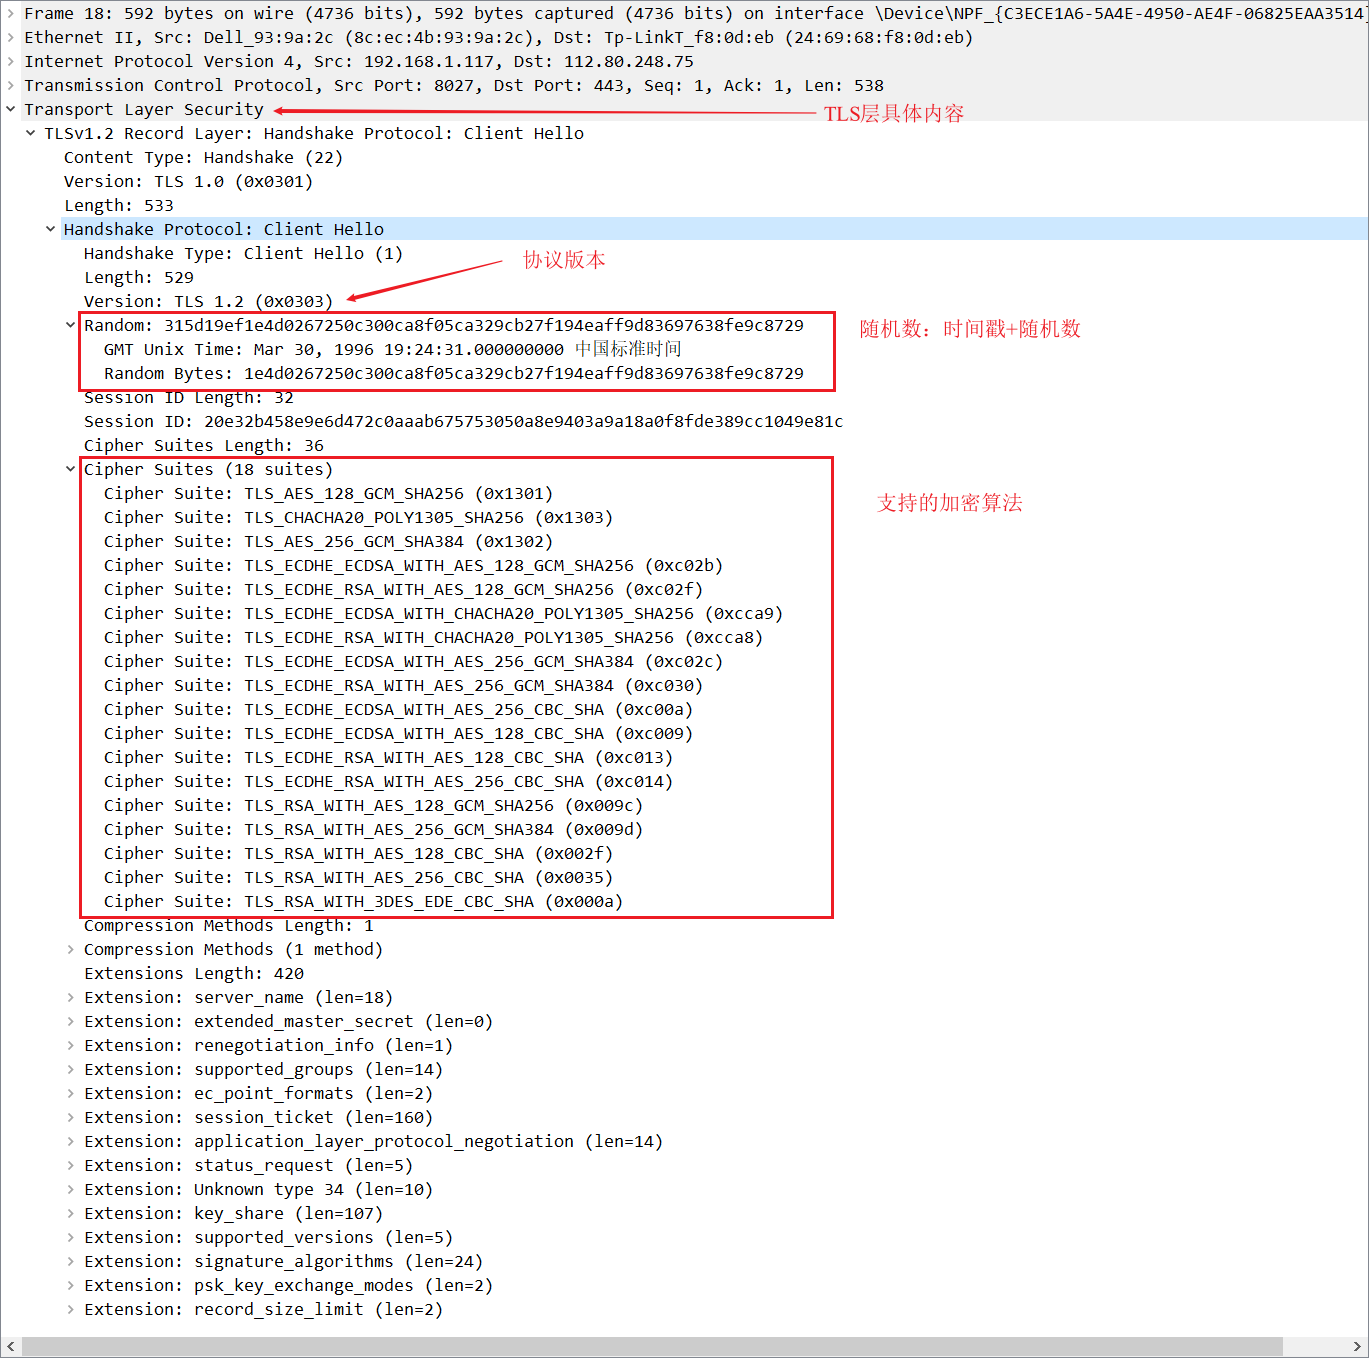 Frame 18: 592 bytes on wire (4736 bits), 592 bytes captured (4736 bits) on interface \Device\NPF_{C3ECE1A6-5A4E-4950-AE4F-06825EAA3514}
Ethernet II, Src: Dell_93:9a:2c (8c:ec:4b:93:9a:2c), Dst: Tp-LinkT_f8:0d:eb (24:69:68:f8:0d:eb)
Internet Protocol Version 4, Src: 192.168.1.117, Dst: 112.80.248.75
Transmission Control Protocol, Src Port: 8027, Dst Port: 443, Seq: 1, Ack: 1, Len: 538
Transport Layer Security
TLS层具体内容
TLSv1.2 Record Layer: Handshake Protocol: Client Hello
Content Type: Handshake (22)
Version: TLS 1.0 (0x0301)
Length: 533
Handshake Protocol: Client Hello
Handshake Type: Client Hello (1)
协议版本
Length: 529
Version: TLS 1.2 (0x0303)
Random: 315d19ef1e4d0267250c300ca8f05ca329cb27f194eaff9d83697638fe9c8729
随机数：时间戳+随机数
GMT Unix Time: Mar 30, 1996 19:24:31.000000000 中国标准时间
Random Bytes: 1e4d0267250c300ca8f05ca329cb27f194eaff9d83697638fe9c8729
Session ID Length: 32
Session ID: 20e32b458e9e6d472c0aaab675753050a8e9403a9a18a0f8fde389cc1049e81c
Cipher Suites Length: 36
Cipher Suites (18 suites)
Cipher Suite: TLS_AES_128_GCM_SHA256 (0x1301)
支持的加密算法
Cipher Suite: TLS_CHACHA20_POLY1305_SHA256 (0x1303)
Cipher Suite: TLS_AES_256_GCM_SHA384 (0x1302)
Cipher Suite: TLS_ECDHE_ECDSA_WITH_AES_128_GCM_SHA256 (0xc02b)
Cipher Suite: TLS_ECDHE_RSA_WITH_AES_128_GCM_SHA256 (0xc02f)
Cipher Suite: TLS_ECDHE_ECDSA_WITH_CHACHA20_POLY1305_SHA256 (0xcca9)
Cipher Suite: TLS_ECDHE_RSA_WITH_CHACHA20_POLY1305_SHA256 (0xcca8)
Cipher Suite: TLS_ECDHE_ECDSA_WITH_AES_256_GCM_SHA384 (0xc02c)
Cipher Suite: TLS_ECDHE_RSA_WITH_AES_256_GCM_SHA384 (0xc030)
Cipher Suite: TLS_ECDHE_ECDSA_WITH_AES_256_CBC_SHA (0xc00a)
Cipher Suite: TLS_ECDHE_ECDSA_WITH_AES_128_CBC_SHA (0xc009)
Cipher Suite: TLS_ECDHE_RSA_WITH_AES_128_CBC_SHA (0xc013)
Cipher Suite: TLS_ECDHE_RSA_WITH_AES_256_CBC_SHA (0xc014)
Cipher Suite: TLS_RSA_WITH_AES_128_GCM_SHA256 (0x009c)
Cipher Suite: TLS_RSA_WITH_AES_256_GCM_SHA384 (0x009d)
Cipher Suite: TLS_RSA_WITH_AES_128_CBC_SHA (0x002f)
Cipher Suite: TLS_RSA_WITH_AES_256_CBC_SHA (0x0035)
Cipher Suite: TLS_RSA_WITH_3DES_EDE_CBC_SHA (0x000a)
Compression Methods Length: 1
Compression Methods (1 method)
Extensions Length: 420
Extension: server_name (len=18)
Extension: extended_master_secret (len=0)
Extension: renegotiation_info (len=1)
Extension: supported_groups (len=14)
Extension: ec_point_formats (len=2)
Extension: session_ticket (len=160)
Extension: application_layer_protocol_negotiation (len=14)
Extension: status_request (len=5)
Extension: Unknown type 34 (len=10)
Extension: key_share (len=107)
Extension: supported_versions (len=5)
Extension: signature_algorithms (len=24)
Extension: psk_key_exchange_modes (len=2)
Extension: record_size_limit (len=2)